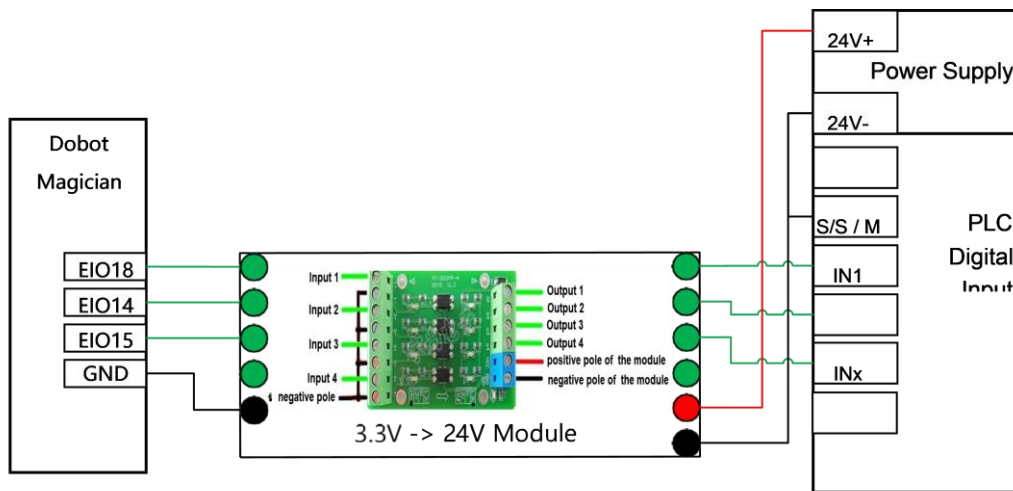 Dobot
Magician
EIO18
EIO14
EIO15
GND
Input 1
Input 2
Input 3
Input 4
negative pole
Output 1
Output 2
Output 3
Output 4
positive pole of the module
negative pole of the module
3.3V -> 24V Module
24V+
Power Supply
24V-
S/S / M
PLC
Digital
Input
IN1
INx